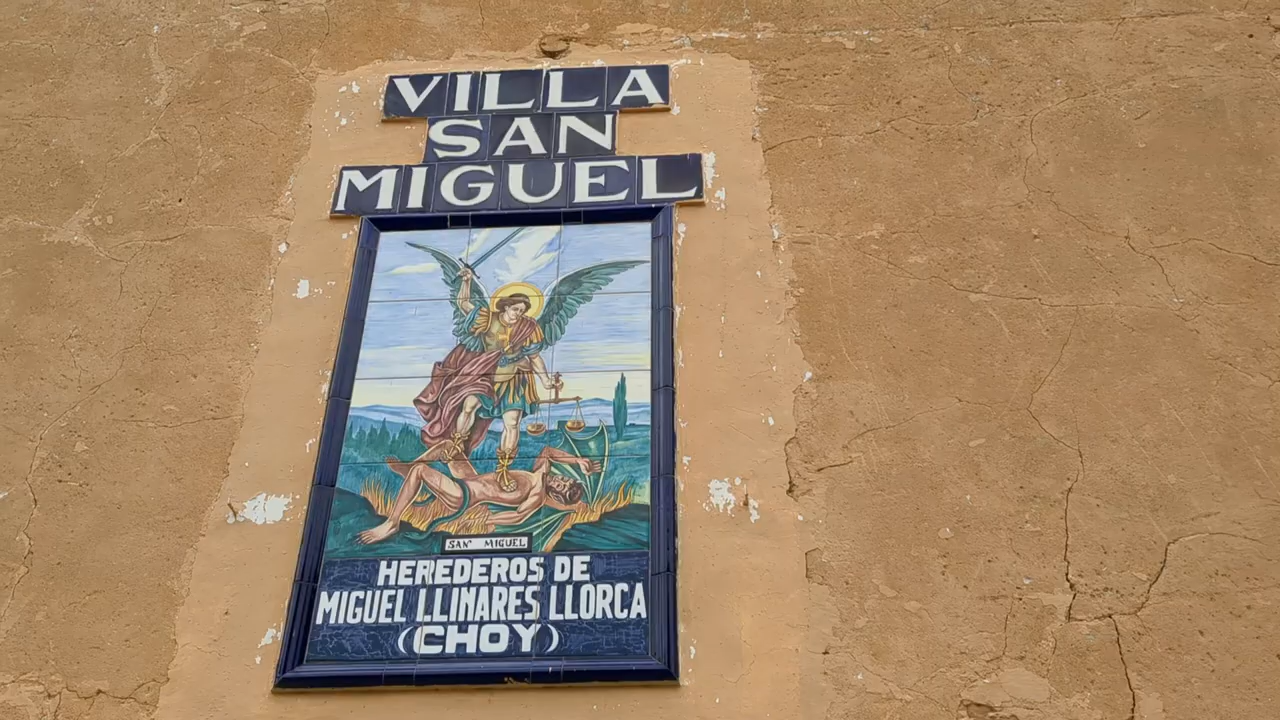 VILLA
SAN
MIGUEL
SAN MIGUEL
HEREDEROS DE
MIGUEL LLINARES LLORCA
(CHOY)